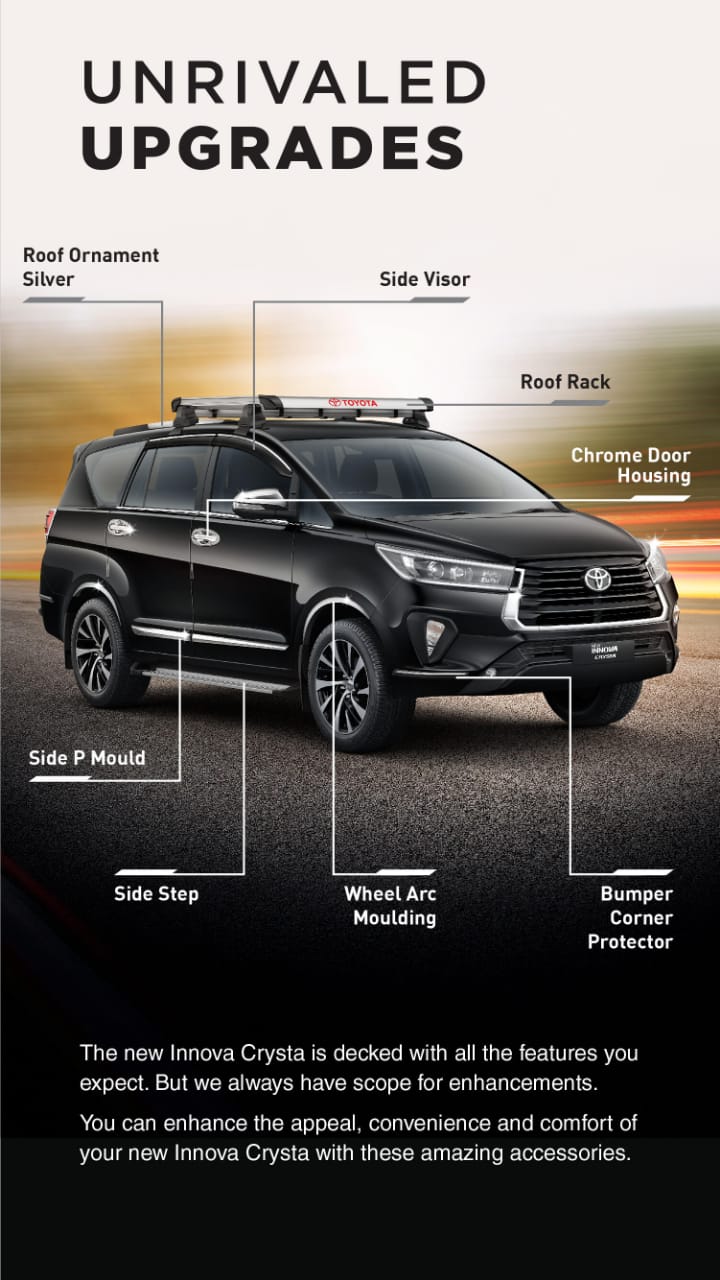 UNRIVALED
UPGRADES
Roof Ornament
Silver
Side Visor
Roof Rack
TOYOTA
Chrome Door
Housing
INNOVA
CRYSTA
Side P Mould
Side Step
Wheel Arc
Moulding
Bumper
Corner
Protector
The new Innova Crysta is decked with all the features you
expect. But we always have scope for enhancements.
You can enhance the appeal, convenience and comfort of
your new Innova Crysta with these amazing accessories.